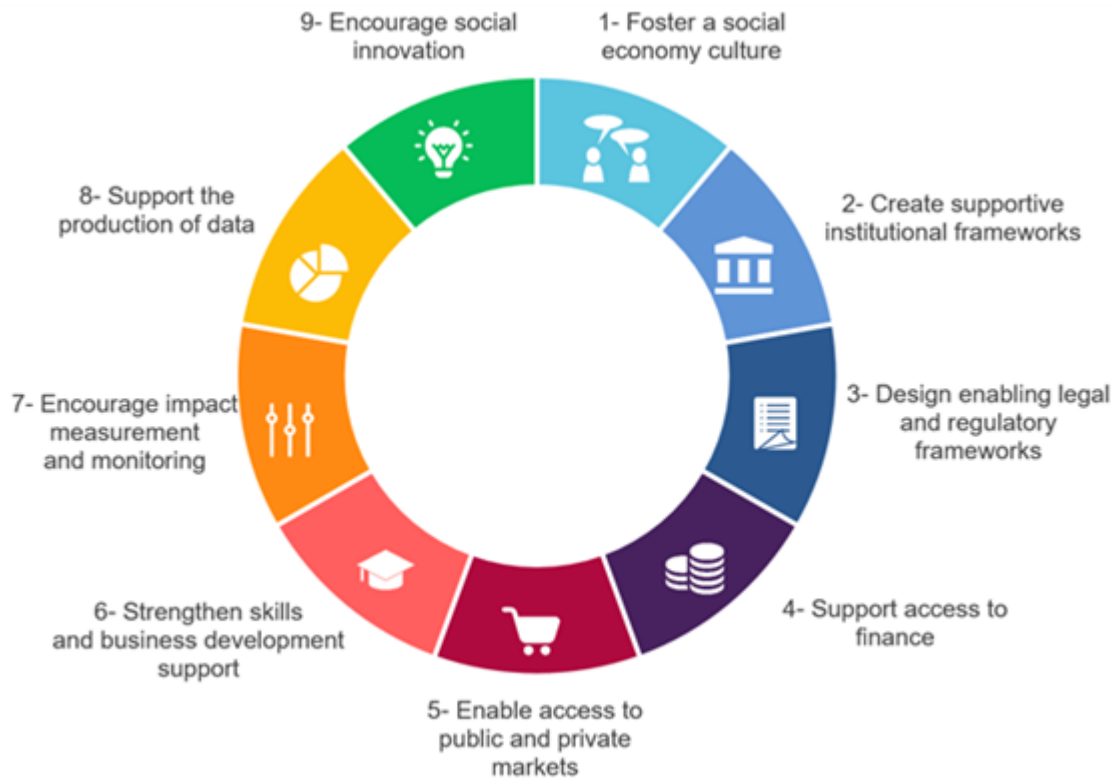 1- Foster a social
economy culture
2- Create supportive
institutional frameworks
3- Design enabling legal
and regulatory
frameworks
4- Support access to
finance
5- Enable access to
public and private
markets
6- Strengthen skills
and business development
support
7- Encourage impact
measurement
and monitoring
8- Support the
production of data
9- Encourage social
innovation